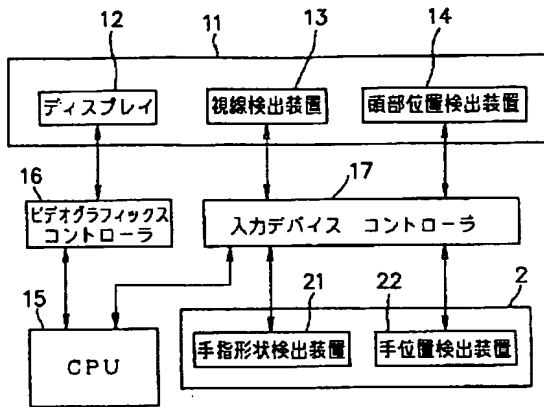 11
12
13
14
ディスプレイ
視線検出装置
頭部位置検出装置
16
17
ビデオグラフィックス
コントローラ
入力デバイス コントローラ
15
21
22
2
CPU
手指形状検出装置
手位置検出装置